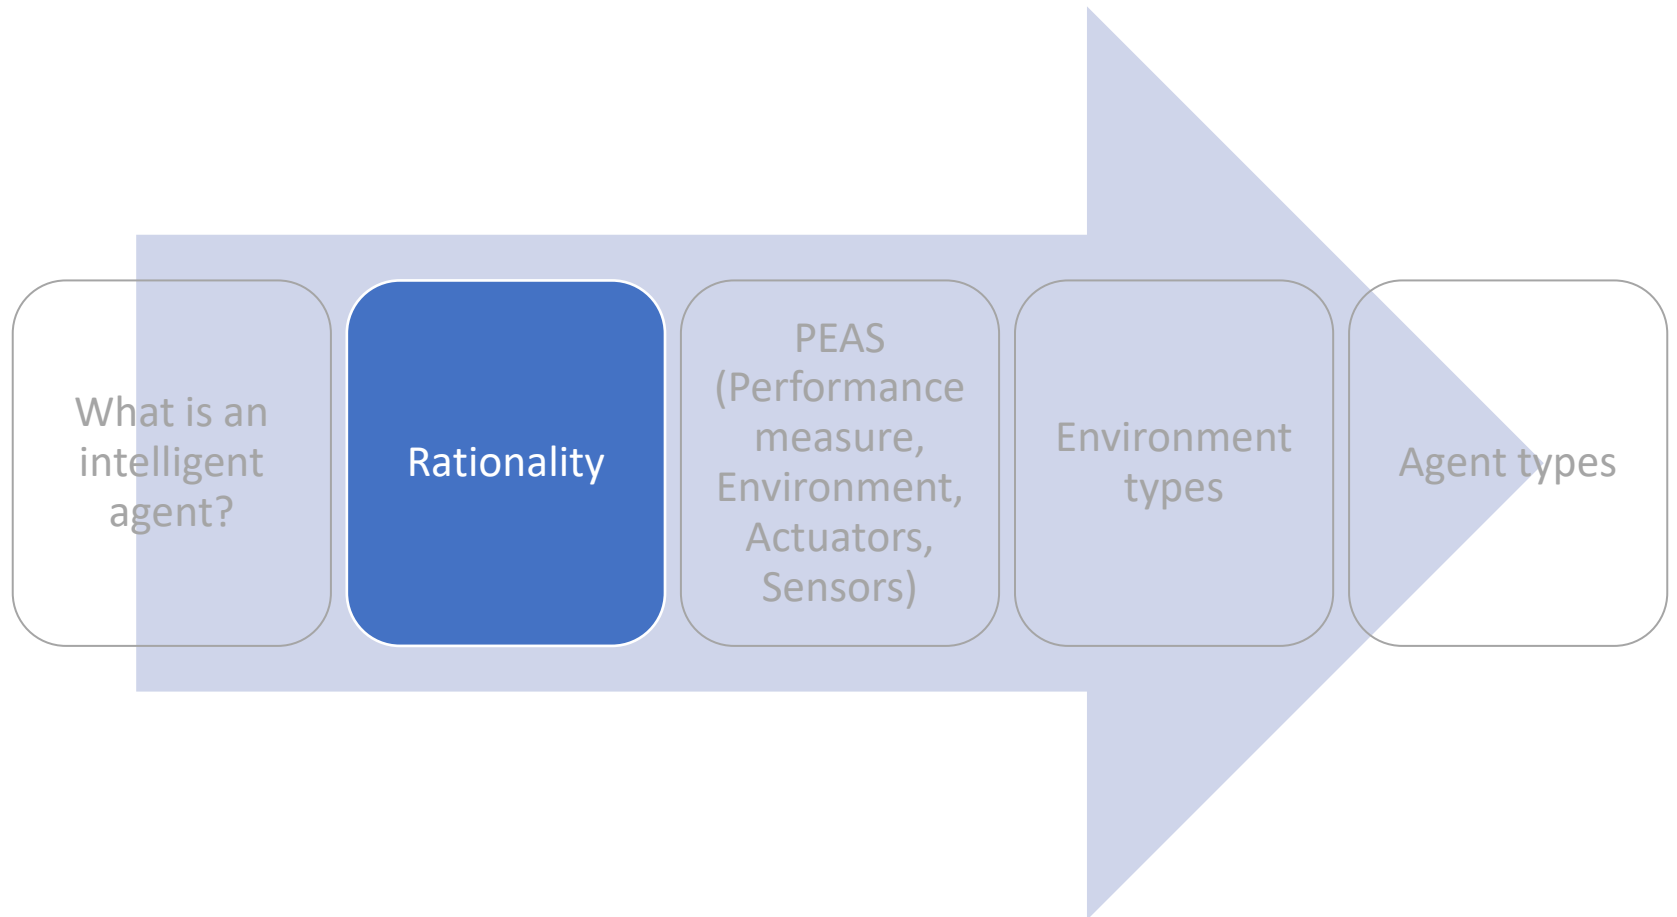 What is an
intelligent
agent?
Rationality
PEAS
(Performance
measure,
Environment,
Actuators,
Sensors)
Environment
types
Agent types